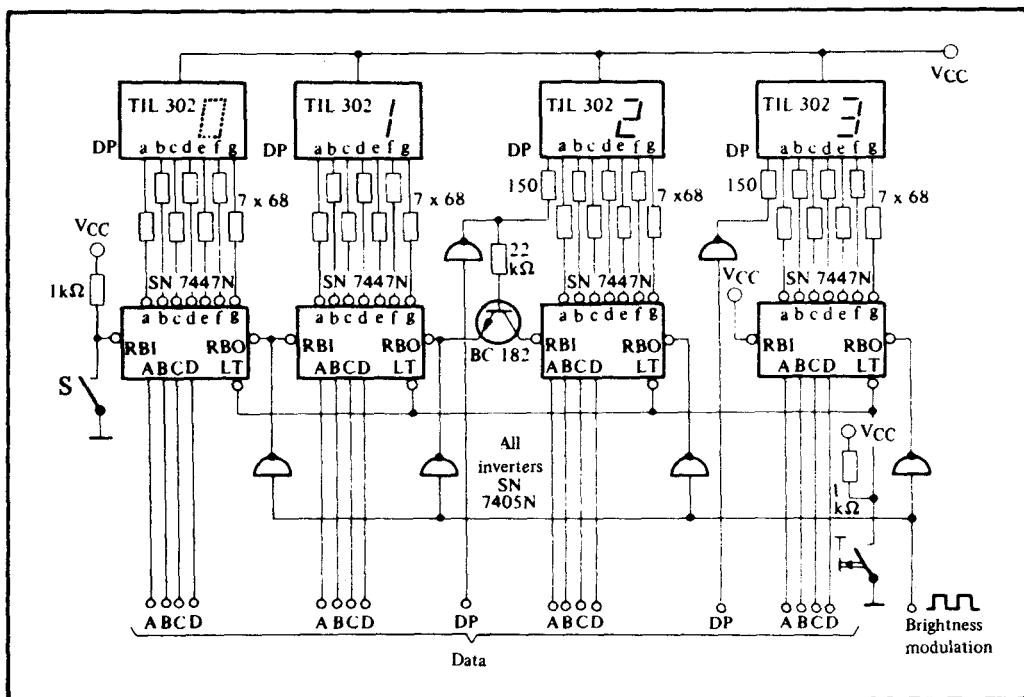 VCC
TIL 302
TIL 302
TIL 302
TIL 302
DP a b c d e f g
DP a b c d e f g
DP a b c d e f g
DP a b c d e f g
7 x 68
7 x 68
150
7 x68
150
7 x 68
VCC
1kΩ
22
kΩ
VCC
SN 7447N
SN 7447N
SN 7447N
SN 7447N
a b c d e f g
a b c d e f g
a b c d e f g
a b c d e f g
RBI RBO
RBI RBO
BC 182
RBI RBO
RBI RBO
A B C D LT
A B C D LT
A B C D LT
A B C D LT
S
All
inverters
SN
7405N
VCC
1
kΩ
T
A B C D
A B C D
DP
A B C D
DP
A B C D
Brightness
modulation
Data